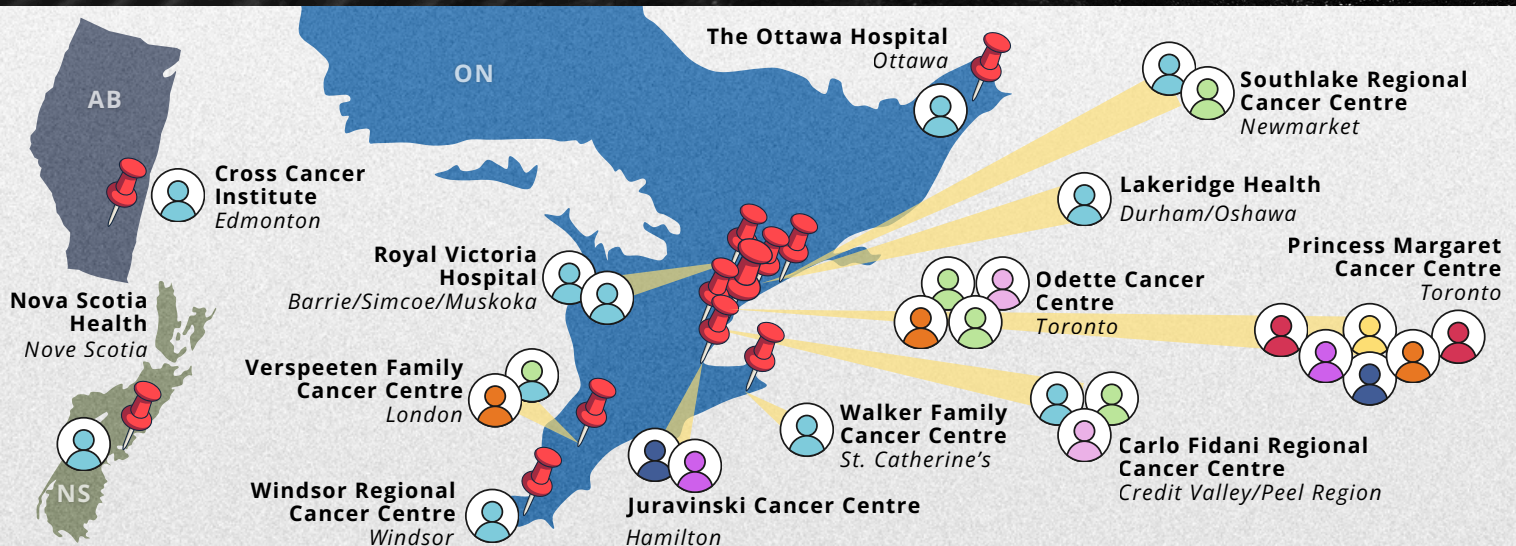 AB
Cross Cancer
Institute
Edmonton
Nova Scotia
Health
Nove Scotia
NS
ON
The Ottawa Hospital
Ottawa
Southlake Regional
Cancer Centre
Newmarket
Lakeridge Health
Durham/Oshawa
Royal Victoria
Hospital
Barrie/Simcoe/Muskoka
Odette Cancer
Centre
Toronto
Princess Margaret
Cancer Centre
Toronto
Verspeeten Family
Cancer Centre
London
Walker Family
Cancer Centre
St. Catherine's
Carlo Fidani Regional
Cancer Centre
Credit Valley/Peel Region
Windsor Regional
Cancer Centre
Windsor
Juravinski Cancer Centre
Hamilton